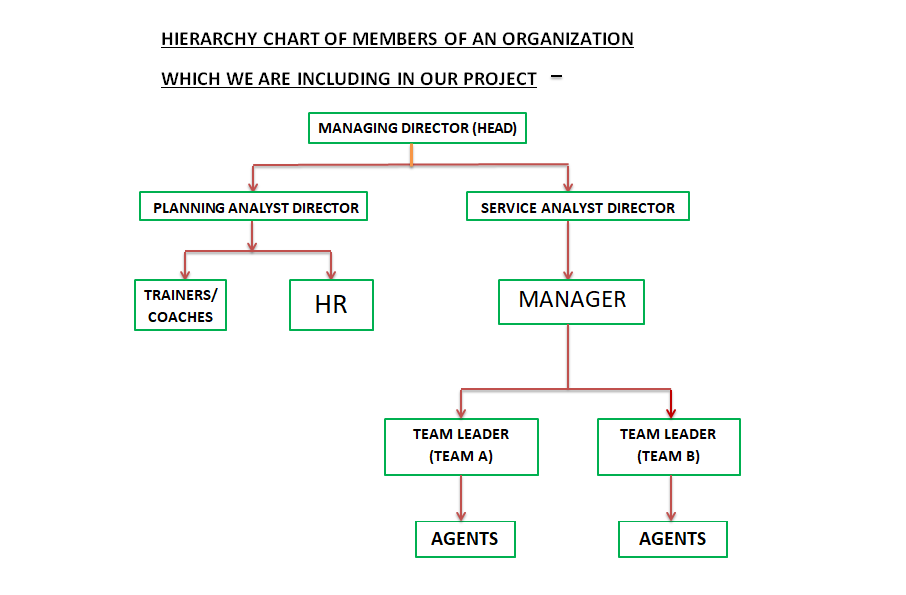 HIERARCHY CHART OF MEMBERS OF AN ORGANIZATION
WHICH WE ARE INCLUDING IN OUR PROJECT –
MANAGING DIRECTOR (HEAD)
PLANNING ANALYST DIRECTOR
SERVICE ANALYST DIRECTOR
TRAINERS/
COACHES
HR
MANAGER
TEAM LEADER
(TEAM A)
TEAM LEADER
(TEAM B)
AGENTS
AGENTS